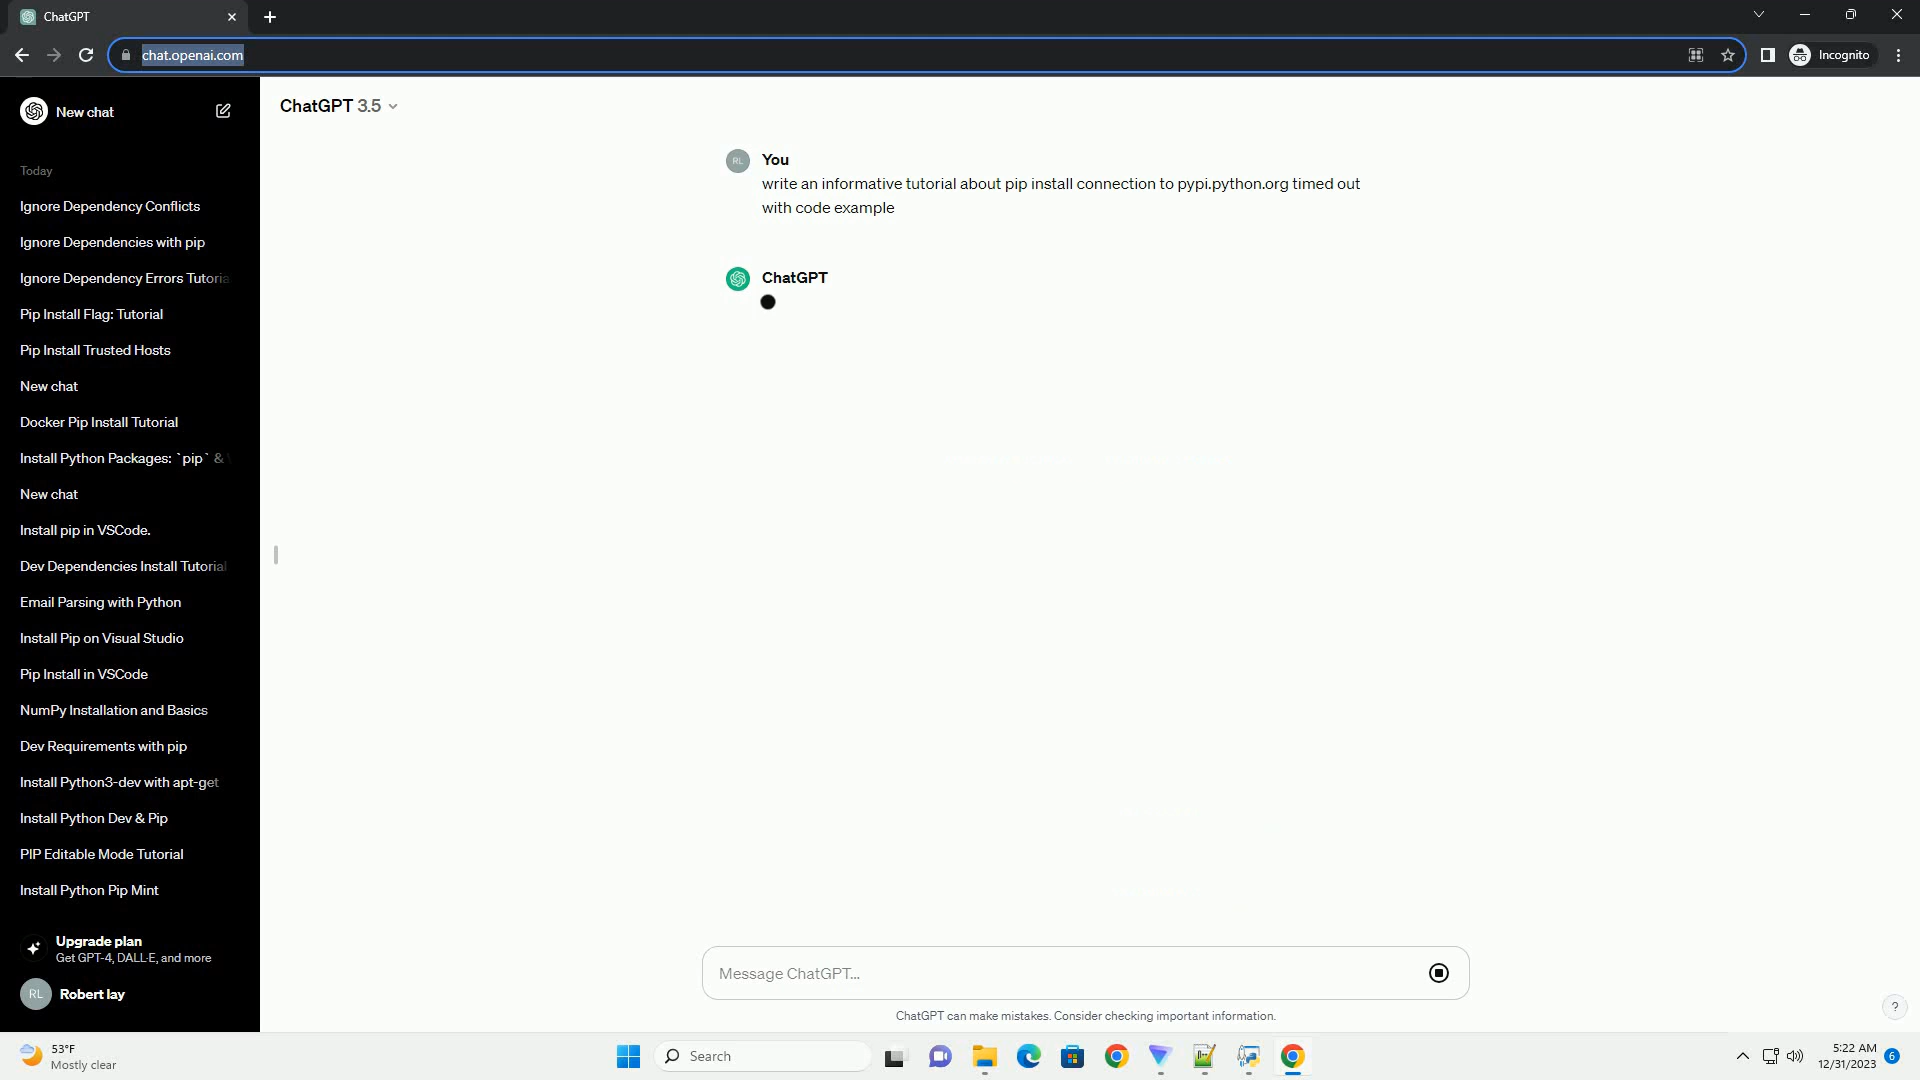 ChatGPT
chat.openai.com
Incognito
New chat
Today
Ignore Dependency Conflicts
Ignore Dependencies with pip
Ignore Dependency Errors Tutoria
Pip Install Flag: Tutorial
Pip Install Trusted Hosts
New chat
Docker Pip Install Tutorial
Install Python Packages: `pip` &
New chat
Install pip in VSCode.
Dev Dependencies Install Tutorial
Email Parsing with Python
Install Pip on Visual Studio
Pip Install in VSCode
NumPy Installation and Basics
Dev Requirements with pip
Install Python3-dev with apt-get
Install Python Dev & Pip
PIP Editable Mode Tutorial
Install Python Pip Mint
Upgrade plan
Get GPT-4, DALL·E, and more
RL Robert lay
ChatGPT 3.5
RL You
write an informative tutorial about pip install connection to pypi.python.org timed out
with code example
ChatGPT
Message ChatGPT...
ChatGPT can make mistakes. Consider checking important information.
?
53°F
Mostly clear
Search
5:22 AM
12/31/2023
6